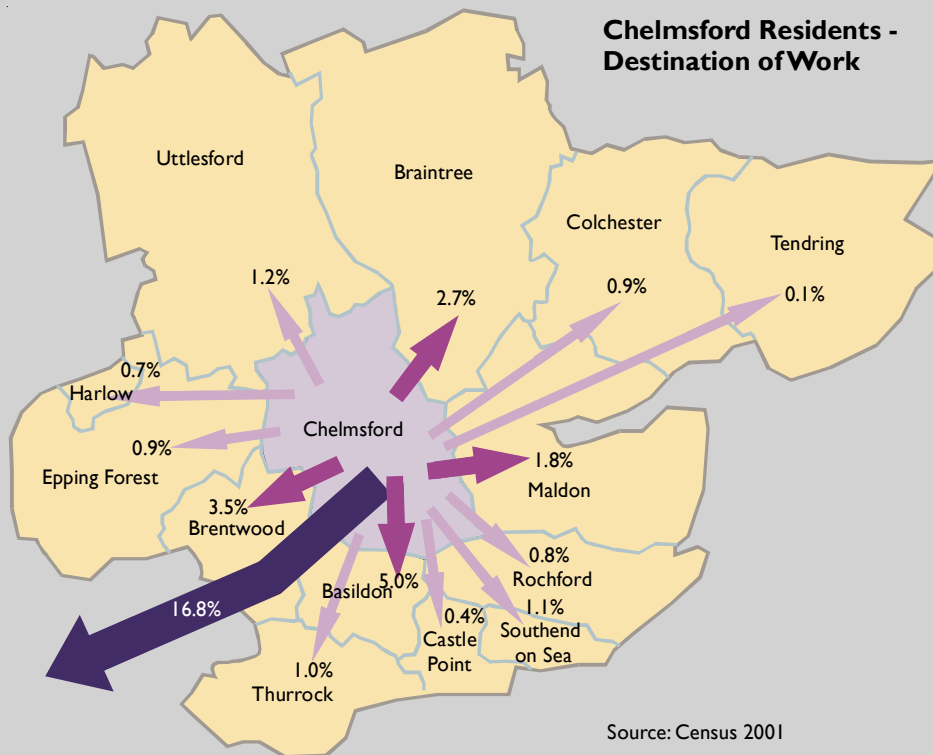 Chelmsford Residents -
Destination of Work
Uttlesford
Braintree
Colchester
Tendring
1.2%
2.7%
0.9%
0.1%
0.7%
Harlow
Chelmsford
0.9%
Epping Forest
1.8%
Maldon
3.5%
Brentwood
0.8%
Rochford
Basildon
5.0%
16.8%
0.4%
Castle
Point
1.1%
Southend
on Sea
1.0%
Thurrock
Source: Census 2001